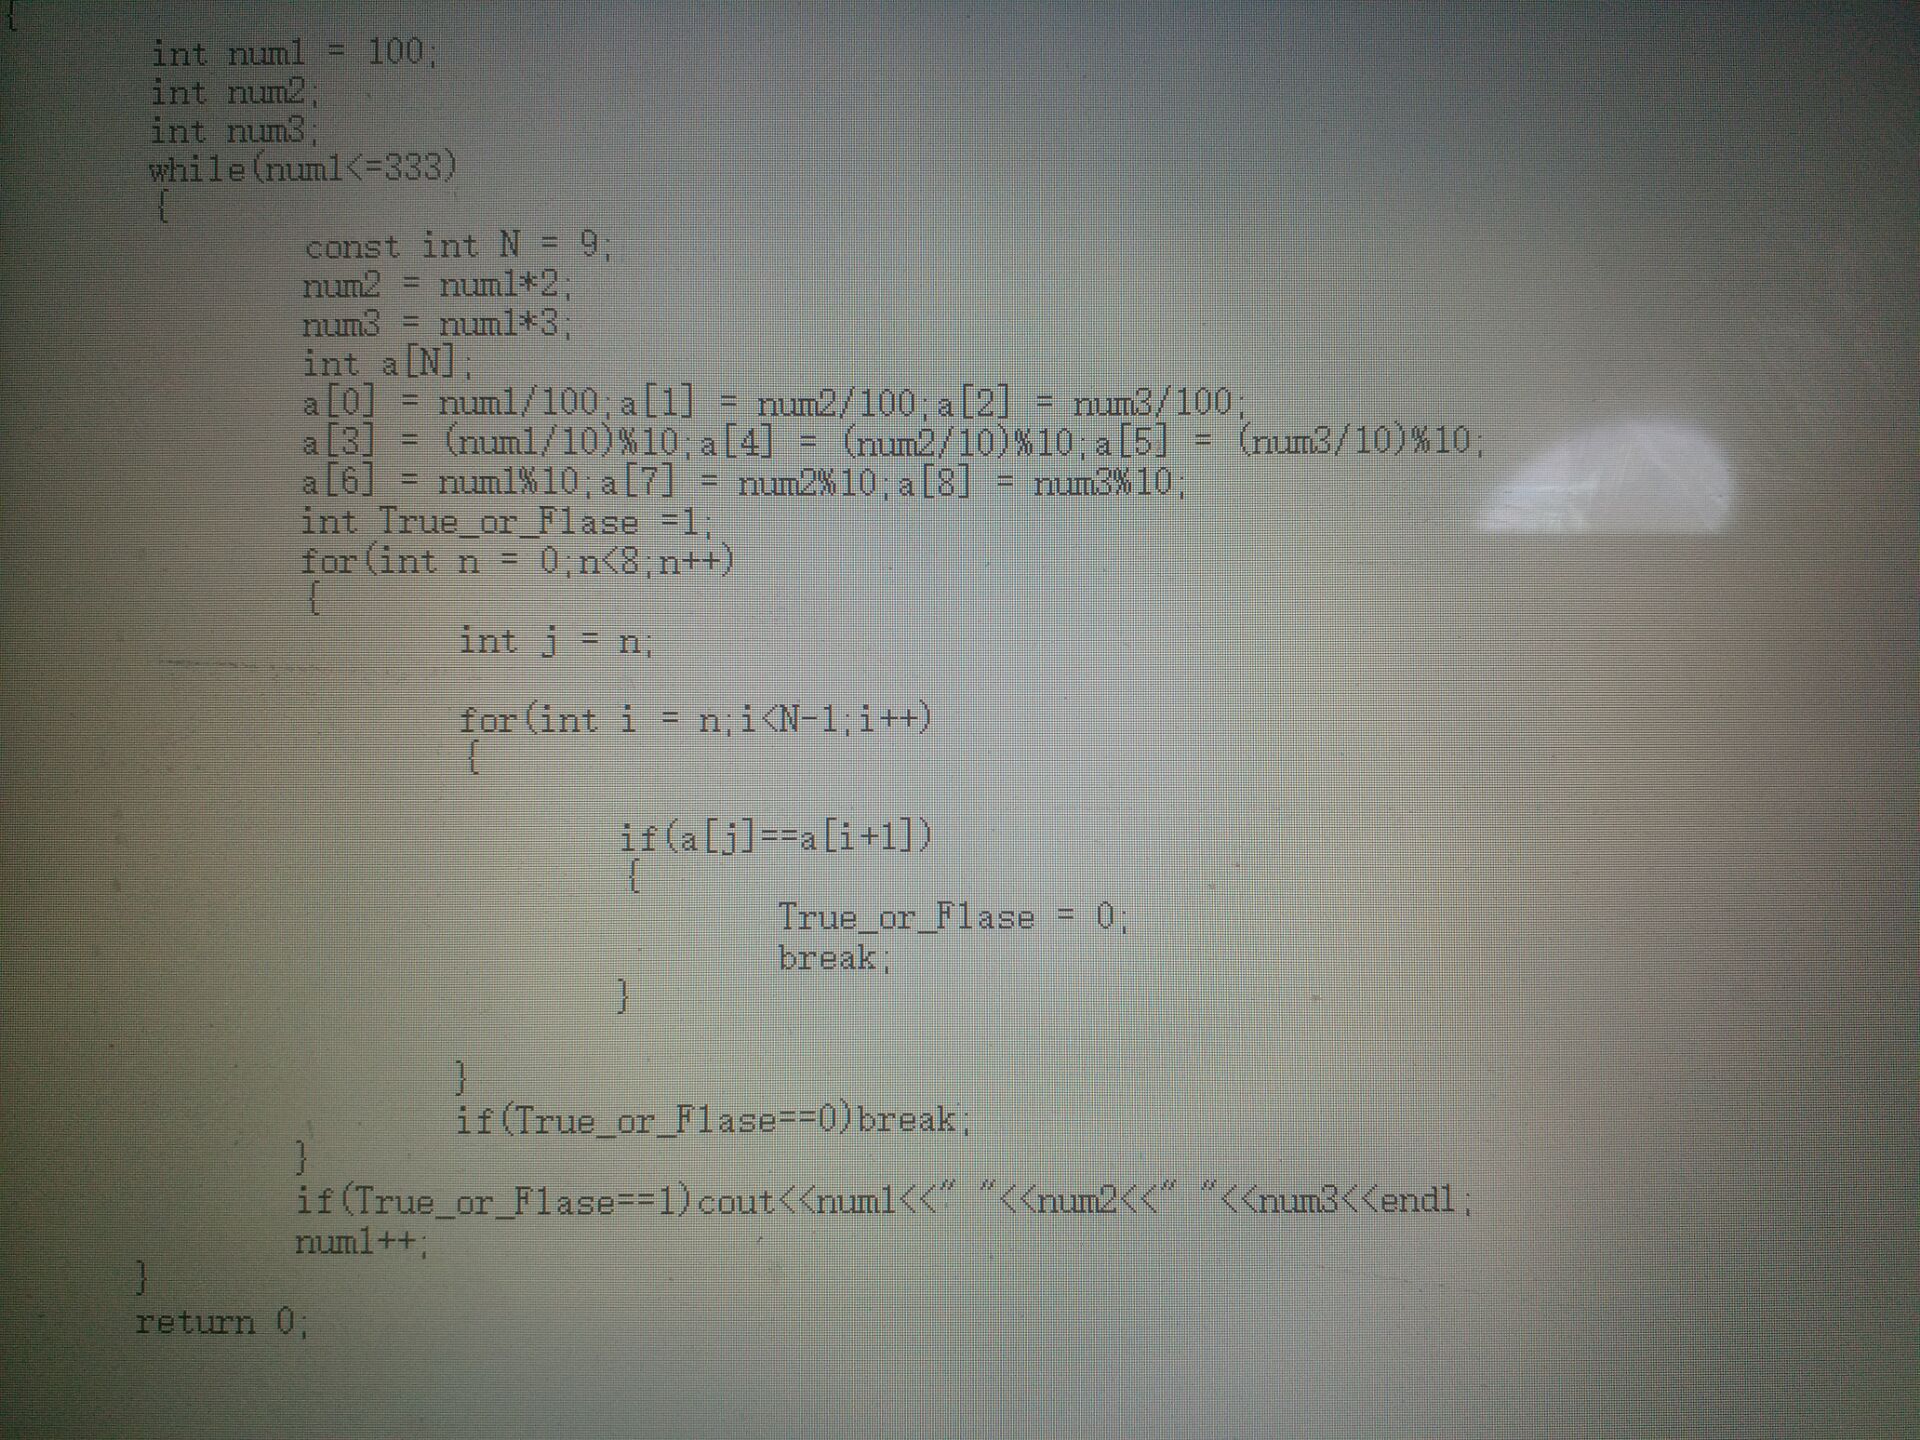 {
int num1 = 100;
int num2;
int num3;
while(num1<=333)
{
const int N = 9;
num2 = num1*2;
num3 = num1*3;
int a[N];
a[0] = num1/100;a[1] = num2/100;a[2] = num3/100;
a[3] = (num1/10)%10;a[4] = (num2/10)%10;a[5] = (num3/10)%10;
a[6] = num1%10;a[7] = num2%10;a[8] = num3%10;
int True_or_Flase =1;
for(int n = 0;n<8;n++)
{
int j = n;
for(int i = n;i<N-1;i++)
{
if(a[j]==a[i+1])
{
True_or_Flase = 0;
break;
}
}
if(True_or_Flase==0)break;
}
if(True_or_Flase==1)cout<<num1<<" "<<num2<<" "<<num3<<endl;
num1++;
}
return 0;